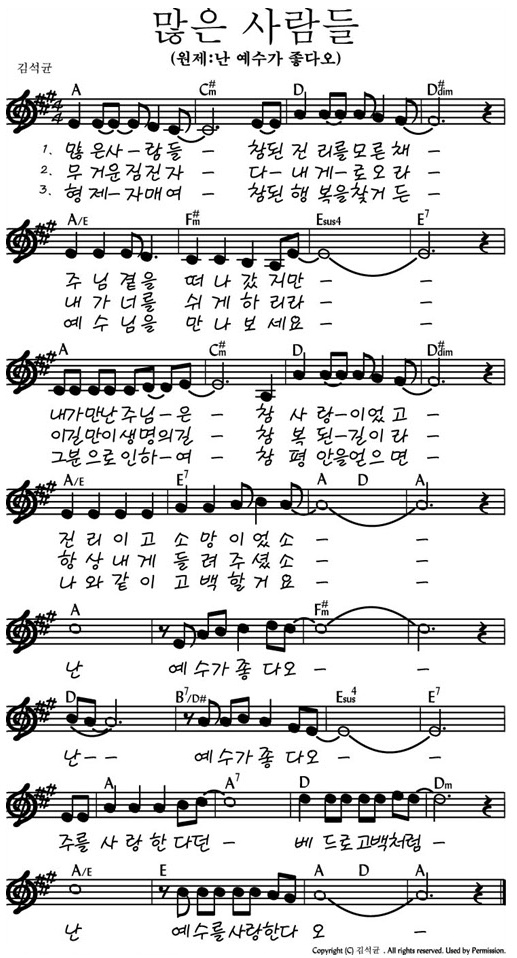 많은 사람들
(원제:난 예수가 좋다오)
김석균
A C#m D D#dim
1. 많은사-랑들 - 참된 진리를모른채 -
2. 무거운짐진자 - 다-내게-로오라 -
3. 형제-자매여 - 참된행복을찾거든 -
A/E F#m Esus4 E7
주님곁을 떠나갔지만 - -
내가너를 쉬게하리라 - -
예수님을 만나보세요 - -
A C#m D D#dim
내가만난주님-은 - 참 사랑-이었고 -
이길만이생명의길 - 참 복된-길이라 -
그분으로인하-여 - 참 평안을얻으면 -
A/E E7 A D A
진리이고 소망이었소 - -
항상내게 들려주셨소 - -
나와같이 고백할거요 - -
A F#m
난 예수가좋다오 - -
D B7/D# Esus4 E7
난-- 예수가좋다오 - -
A A7 D Dm
주를 사랑한다던 - 베드로고백처럼 -
A/E E A D A
난 예수를사랑한다 오 -
Copyright (C) 김석균 . All rights reserved. Used by Permission.